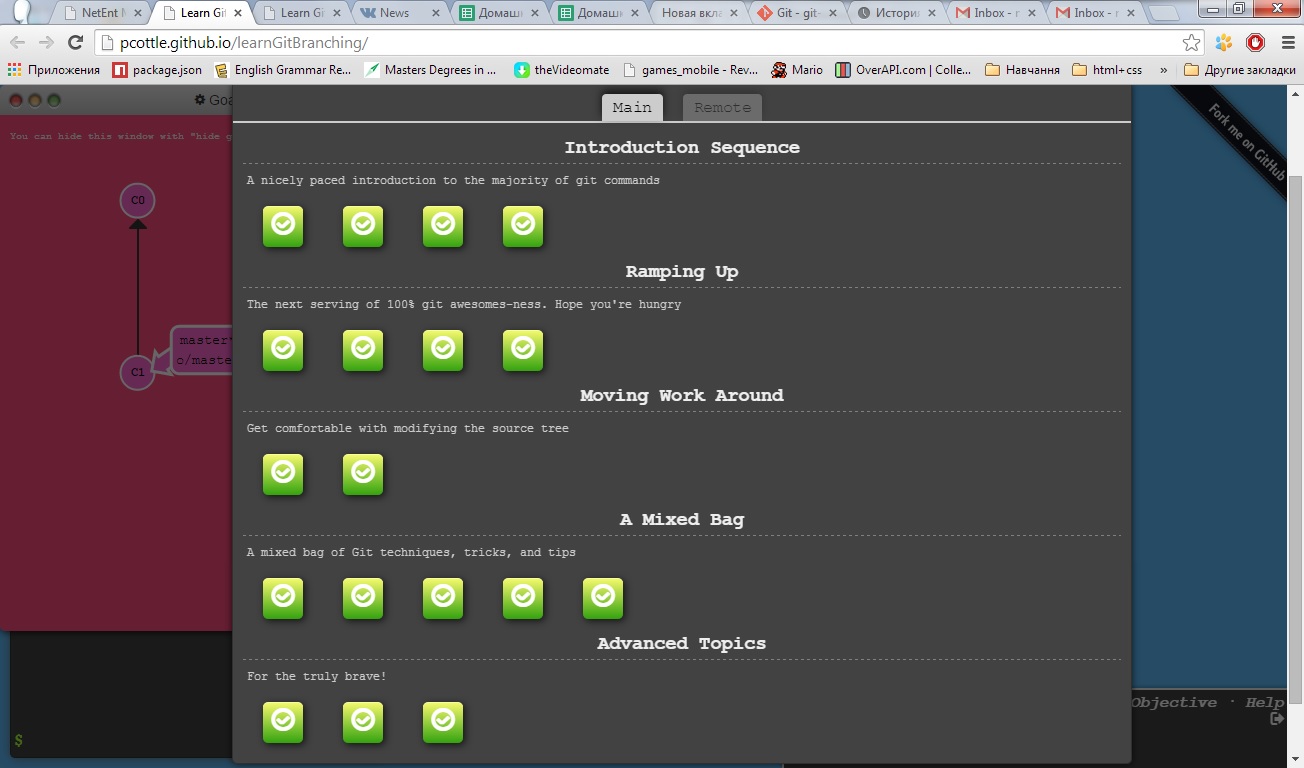 NetEnt M
Learn Git
Learn Gi
News
Домашн
Домашн
Новая вкла
Git - git-
История
Inbox - r
Inbox - r
pcottle.github.io/learnGitBranching/
Приложения
package.json
English Grammar Re...
Masters Degrees in ...
theVideomate
games_mobile - Rev...
Mario
OverAPI.com | Colle...
Навчання
html+css
»
Другие закладки
Goa
Main
Remote
Fork me on GitHub
You can hide this window with "hide g
Introduction Sequence
A nicely paced introduction to the majority of git commands
C0
Ramping Up
The next serving of 100% git awesomes-ness. Hope you're hungry
master*
o/maste
C1
Moving Work Around
Get comfortable with modifying the source tree
A Mixed Bag
A mixed bag of Git techniques, tricks, and tips
Advanced Topics
For the truly brave!
Objective · Help
$